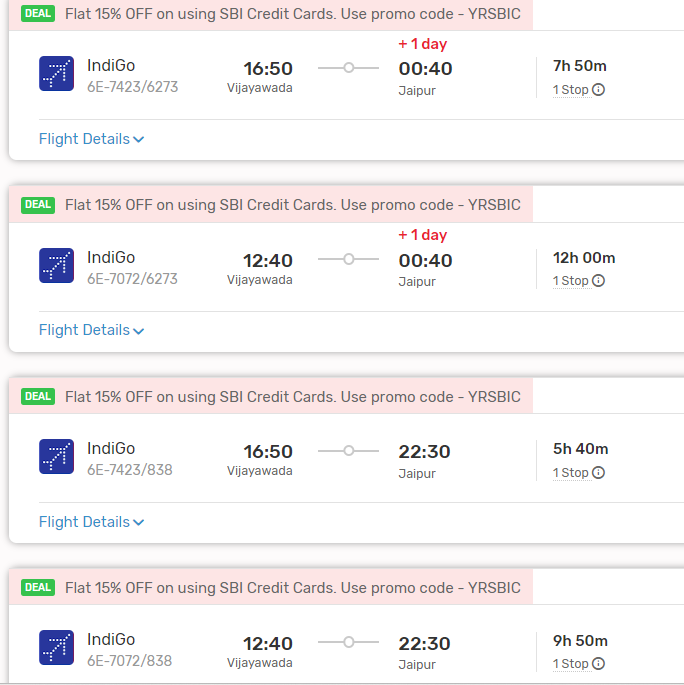 DEAL Flat 15% OFF on using SBI Credit Cards. Use promo code - YRSBIC
+ 1 day
IndiGo 16:50 00:40 7h 50m
6E-7423/6273 Vijayawada Jaipur 1 Stop
Flight Details
DEAL Flat 15% OFF on using SBI Credit Cards. Use promo code - YRSBIC
+ 1 day
IndiGo 12:40 00:40 12h 00m
6E-7072/6273 Vijayawada Jaipur 1 Stop
Flight Details
DEAL Flat 15% OFF on using SBI Credit Cards. Use promo code - YRSBIC
IndiGo 16:50 22:30 5h 40m
6E-7423/838 Vijayawada Jaipur 1 Stop
Flight Details
DEAL Flat 15% OFF on using SBI Credit Cards. Use promo code - YRSBIC
IndiGo 12:40 22:30 9h 50m
6E-7072/838 Vijayawada Jaipur 1 Stop